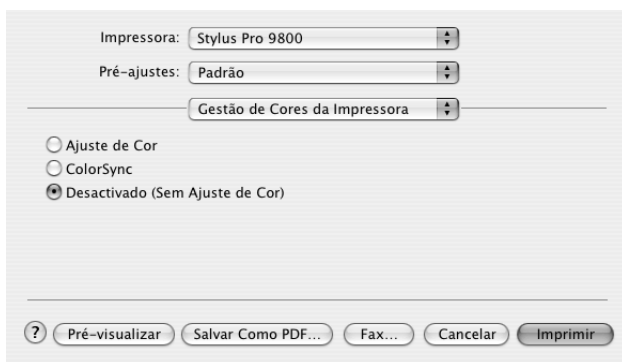 Impressora: Stylus Pro 9800
Pré-ajustes: Padrão
Gestão de Cores da Impressora
Ajuste de Cor
ColorSync
Desactivado (Sem Ajuste de Cor)
? Pré-visualizar Salvar Como PDF... Fax... Cancelar Imprimir